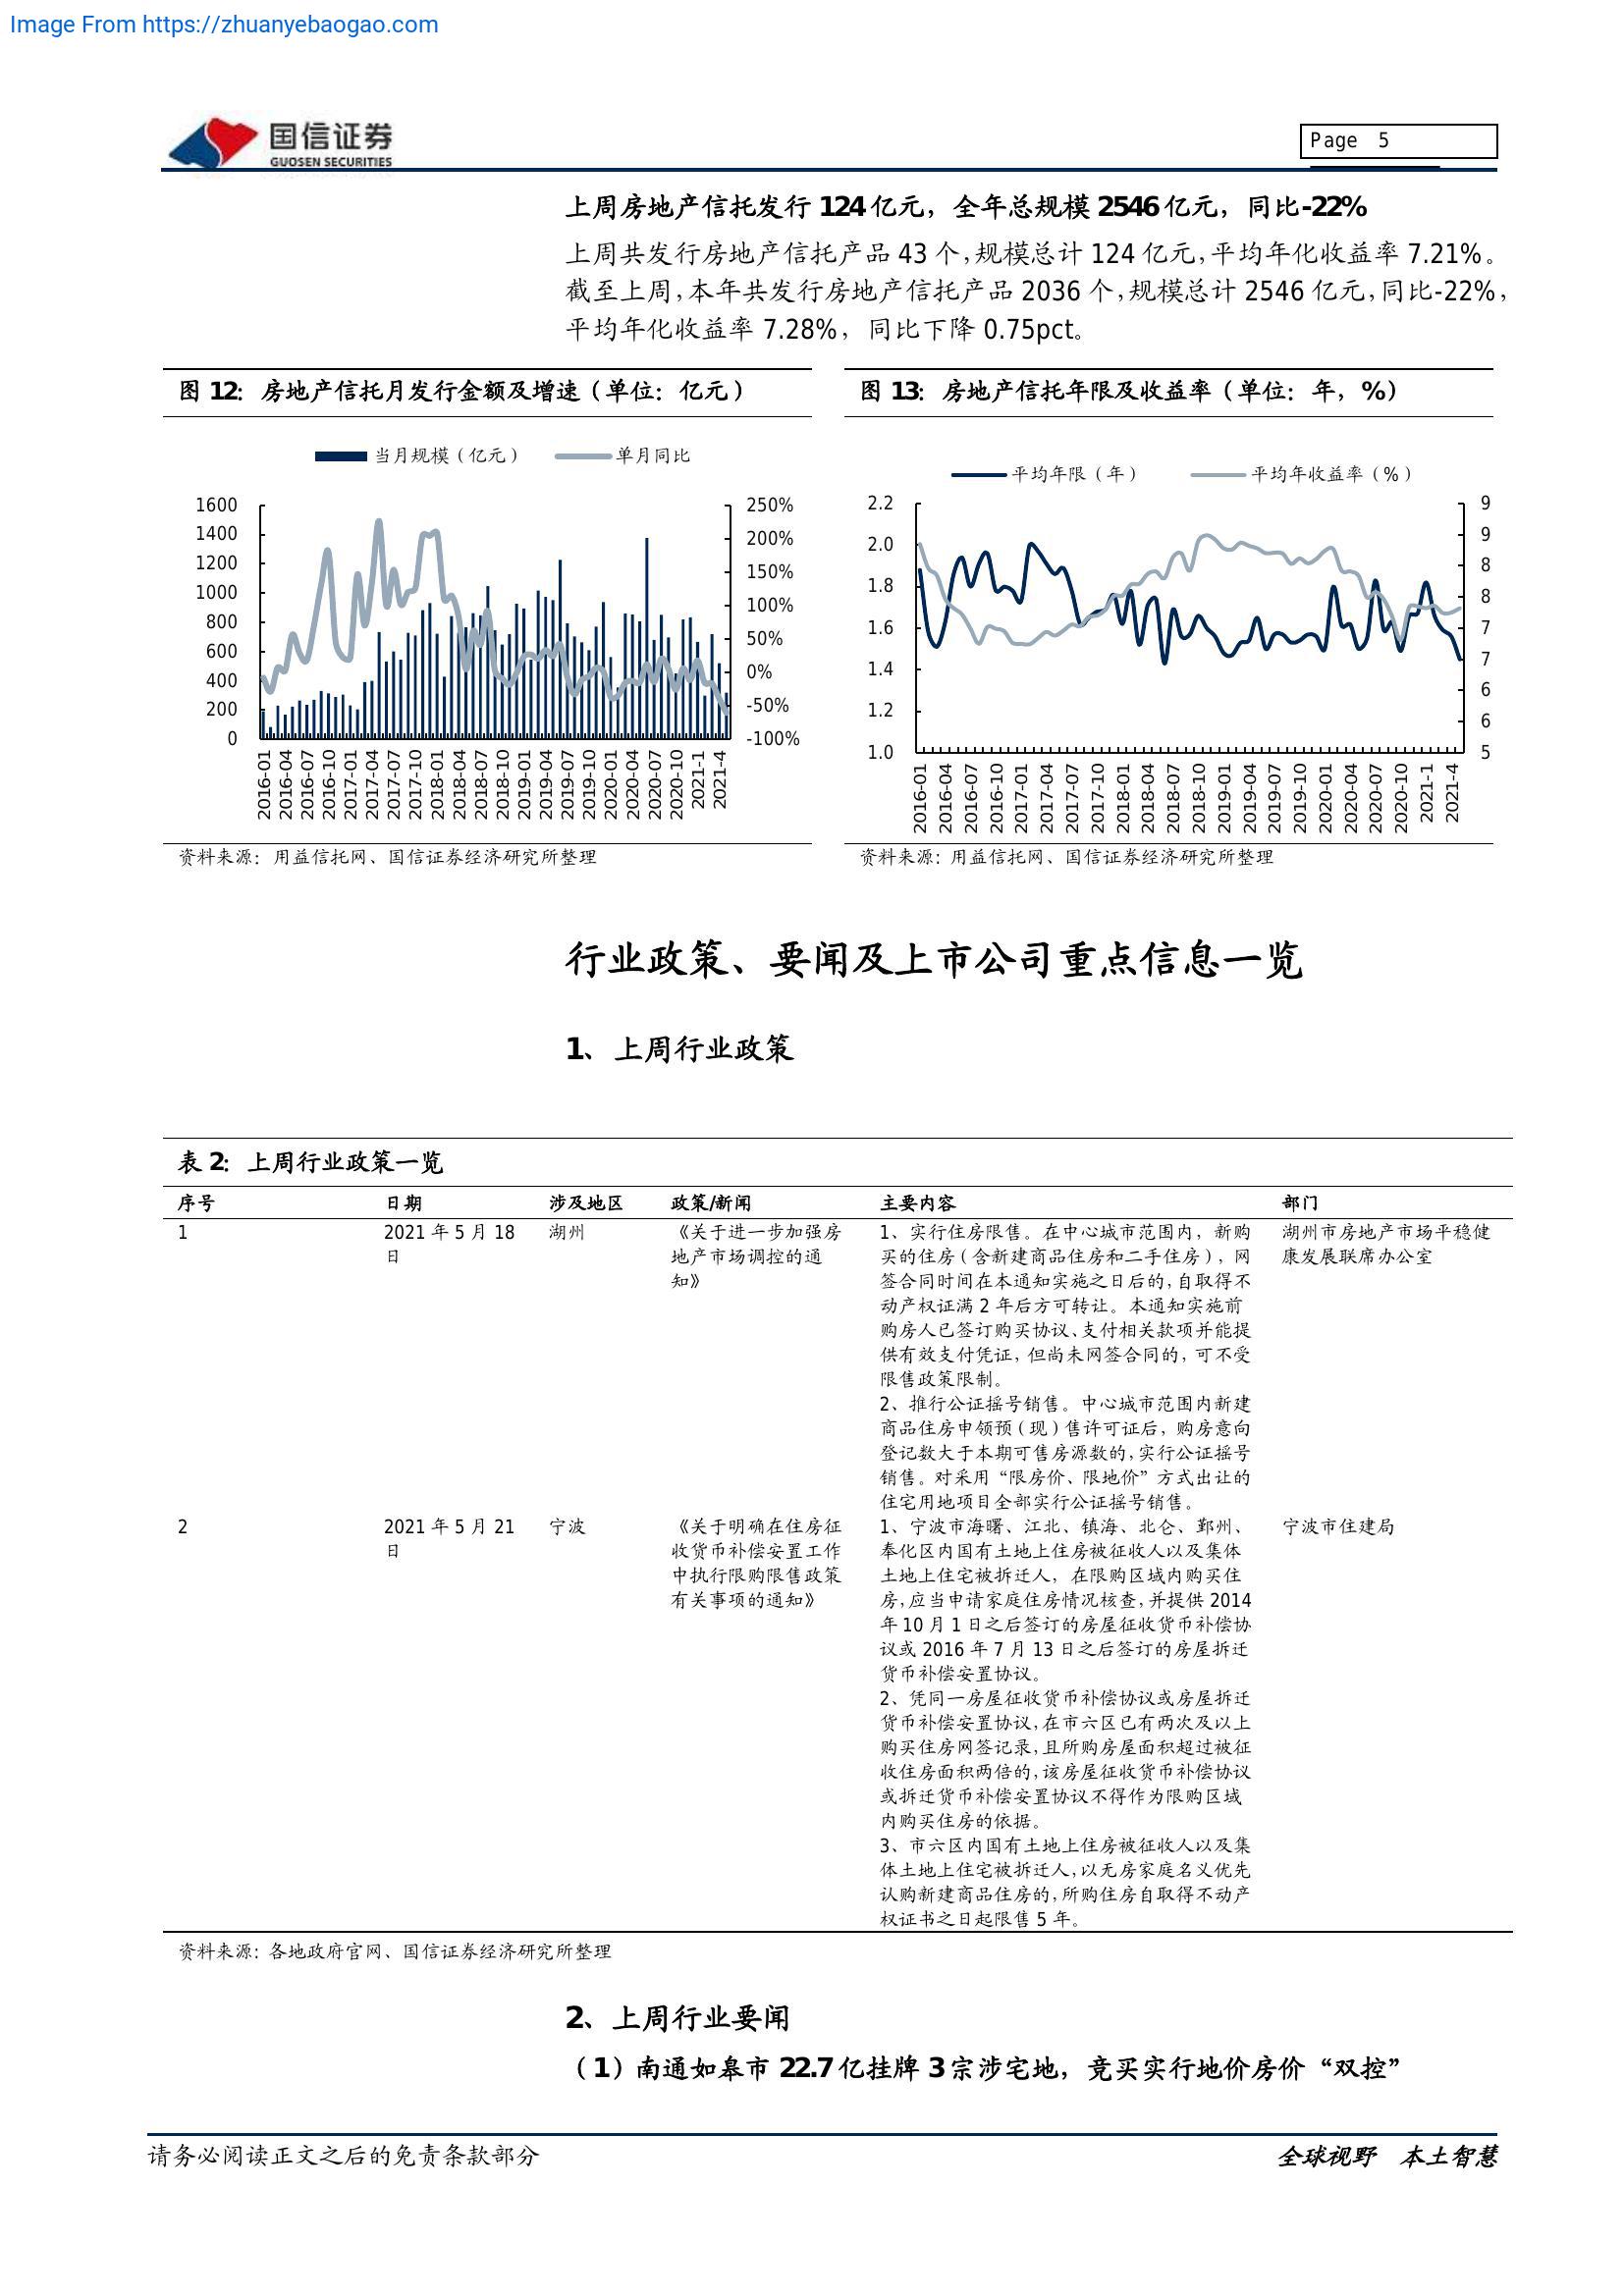 Image From https://zhuanyebaogao.com
国信证券
GUOSEN SECURITIES
Page 5
上周房地产信托发行 124 亿元，全年总规模 2546 亿元，同比-22%
上周共发行房地产信托产品 43 个，规模总计 124 亿元，平均年化收益率 7.21%。
截至上周，本年共发行房地产信托产品 2036 个，规模总计 2546 亿元，同比-22%，
平均年化收益率 7.28%，同比下降 0.75pct。
图 12：房地产信托月发行金额及增速（单位：亿元）
当月规模（亿元） 单月同比
1600
1400
1200
1000
800
600
400
200
0
250%
200%
150%
100%
50%
0%
-50%
-100%
2016-01 2016-04 2016-07 2016-10 2017-01 2017-04 2017-07 2017-10 2018-01 2018-04 2018-07 2018-10 2019-01 2019-04 2019-07 2019-10 2020-01 2020-04 2020-07 2020-10 2021-1 2021-4
资料来源：用益信托网、国信证券经济研究所整理
图 13：房地产信托年限及收益率（单位：年，%）
平均年限（年） 平均年收益率（%）
2.2
2.0
1.8
1.6
1.4
1.2
1.0
9
9
8
8
7
7
6
6
5
2016-01 2016-04 2016-07 2016-10 2017-01 2017-04 2017-07 2017-10 2018-01 2018-04 2018-07 2018-10 2019-01 2019-04 2019-07 2019-10 2020-01 2020-04 2020-07 2020-10 2021-1 2021-4
资料来源：用益信托网、国信证券经济研究所整理
行业政策、要闻及上市公司重点信息一览
1、上周行业政策
表 2：上周行业政策一览
序号 日期 涉及地区 政策/新闻 主要内容 部门
1
2021 年 5 月 18
日
湖州
《关于进一步加强房
地产市场调控的通
知》
1、实行住房限售。在中心城市范围内，新购
买的住房（含新建商品住房和二手住房），网
签合同时间在本通知实施之日后的，自取得不
动产权证满 2 年后方可转让。本通知实施前
购房人已签订购买协议、支付相关款项并能提
供有效支付凭证，但尚未网签合同的，可不受
限售政策限制。
2、推行公证摇号销售。中心城市范围内新建
商品住房申领预（现）售许可证后，购房意向
登记数大于本期可售房源数的，实行公证摇号
销售。对采用“限房价、限地价”方式出让的
住宅用地项目全部实行公证摇号销售。
湖州市房地产市场平稳健
康发展联席办公室
2
2021 年 5 月 21
日
宁波
《关于明确在住房征
收货币补偿安置工作
中执行限购限售政策
有关事项的通知》
1、宁波市海曙、江北、镇海、北仑、鄞州、
奉化区内国有土地上住房被征收人以及集体
土地上住宅被拆迁人，在限购区域内购买住
房，应当申请家庭住房情况核查，并提供 2014
年 10 月 1 日之后签订的房屋征收货币补偿协
议或 2016 年 7 月 13 日之后签订的房屋拆迁
货币补偿安置协议。
2、凭同一房屋征收货币补偿协议或房屋拆迁
货币补偿安置协议，在市六区已有两次及以上
购买住房网签记录，且所购房屋面积超过被征
收住房面积两倍的，该房屋征收货币补偿协议
或拆迁货币补偿安置协议不得作为限购区域
内购买住房的依据。
3、市六区内国有土地上住房被征收人以及集
体土地上住宅被拆迁人，以无房家庭名义优先
认购新建商品住房的，所购住房自取得不动产
权证书之日起限售 5 年。
宁波市住建局
资料来源：各地政府官网、国信证券经济研究所整理
2、上周行业要闻
（1）南通如皋市 22.7 亿挂牌 3 宗涉宅地，竞买实行地价房价“双控”
请务必阅读正文之后的免责条款部分
全球视野 本土智慧